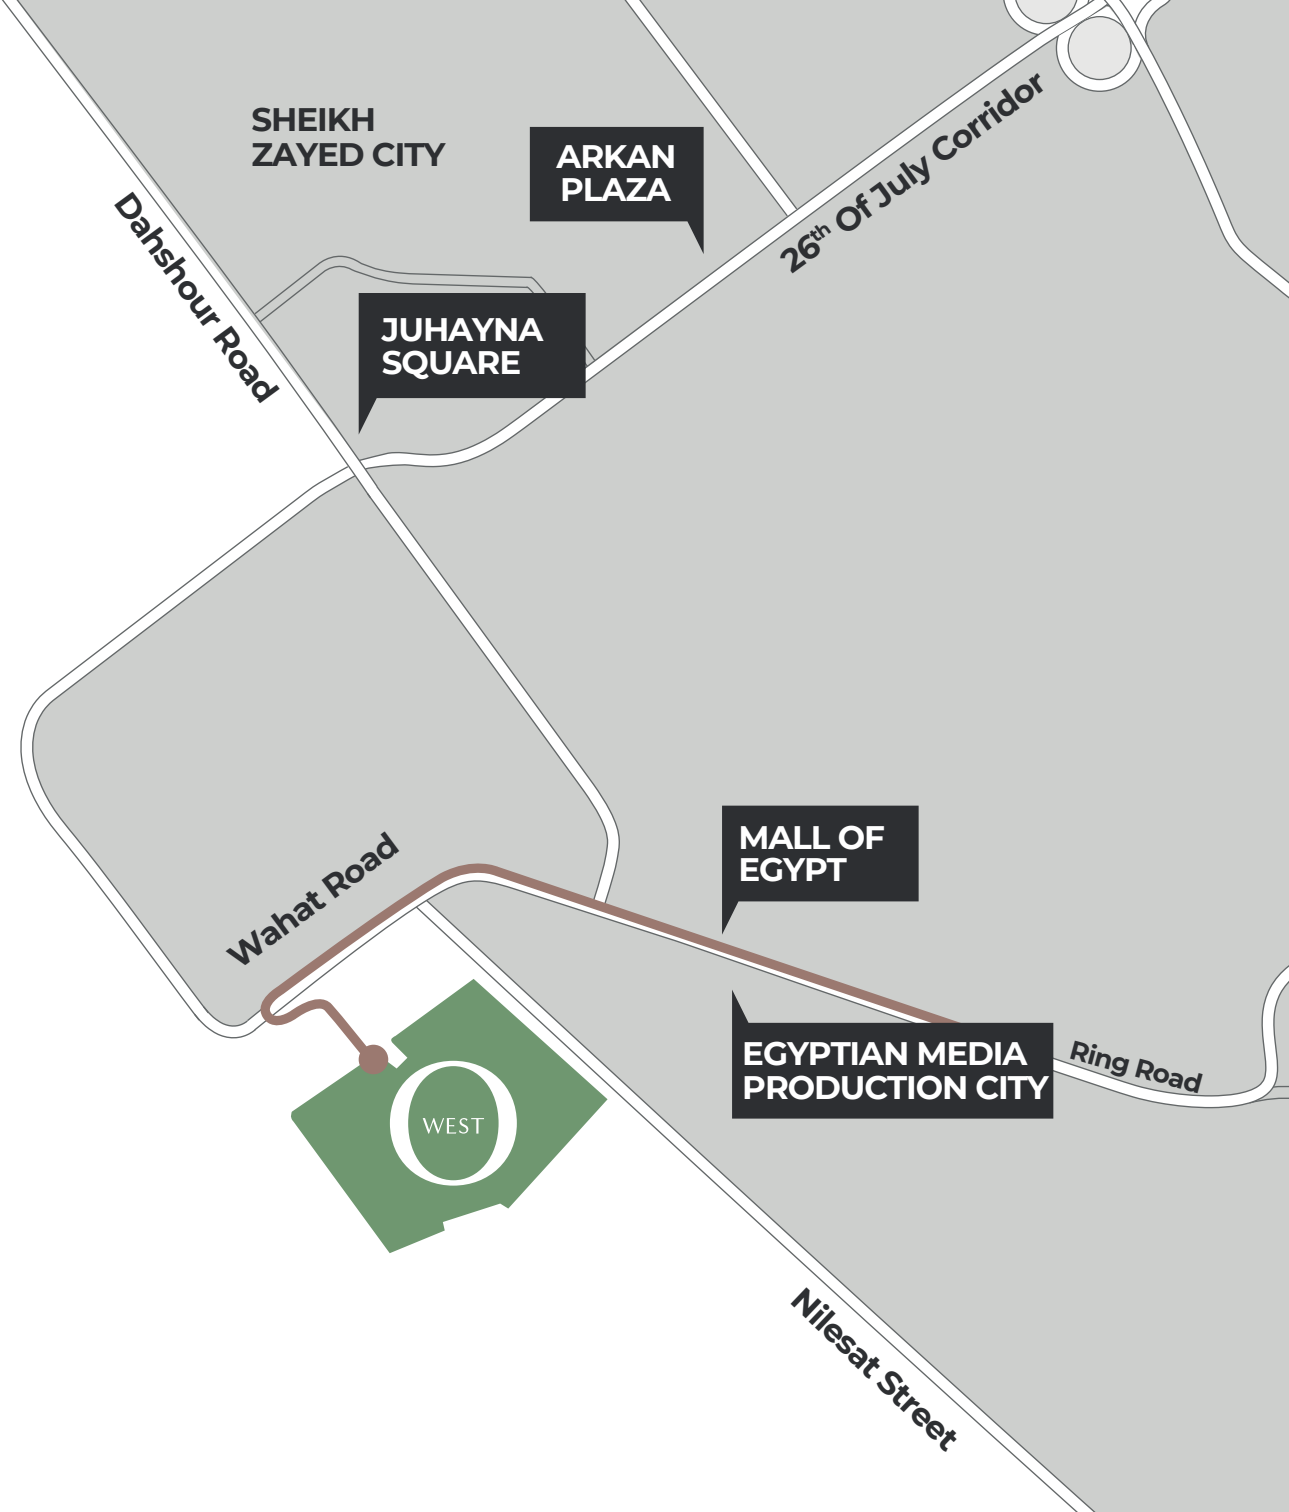 SHEIKH
ZAYED CITY
ARKAN
PLAZA
26th Of July Corridor
Dahshour Road
JUHAYNA
SQUARE
MALL OF
EGYPT
Wahat Road
EGYPTIAN MEDIA
PRODUCTION CITY
Ring Road
O
WEST
Nilesat Street